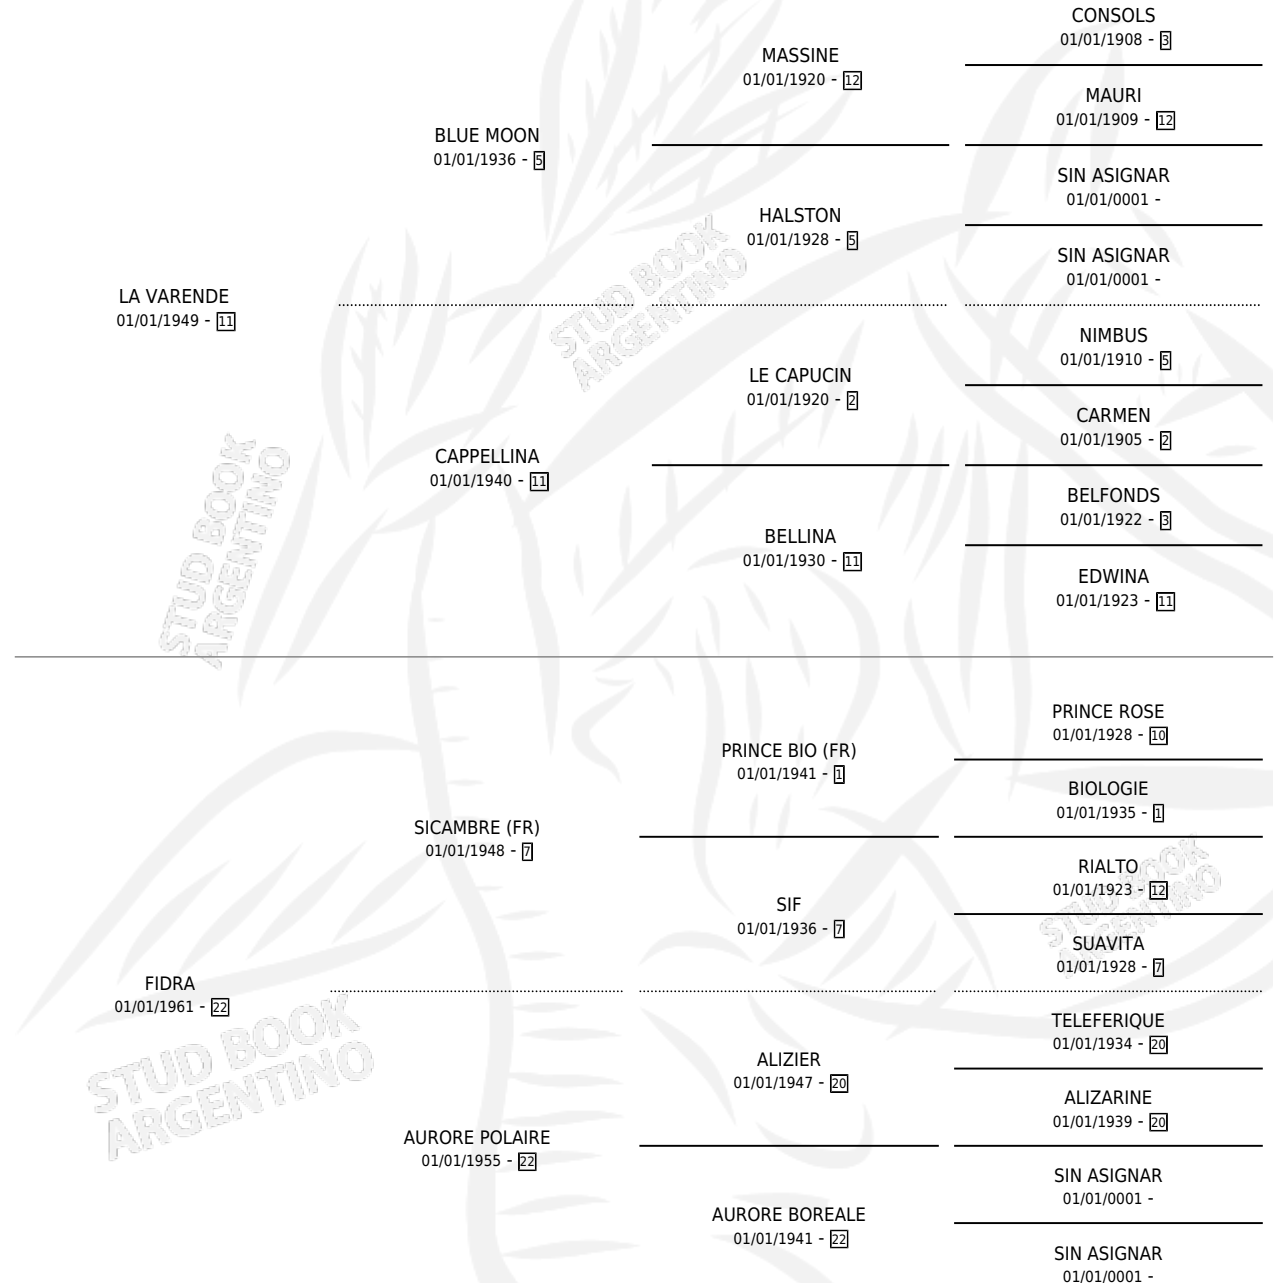 CONSOLS
01/01/1908 - 3
MASSINE
01/01/1920 - 12
MAURI
01/01/1909 - 12
BLUE MOON
01/01/1936 - 5
SIN ASIGNAR
01/01/0001 -
HALSTON
01/01/1928 - 5
SIN ASIGNAR
01/01/0001 -
LA VARENDE
01/01/1949 - 11
NIMBUS
01/01/1910 - 5
LE CAPUCIN
01/01/1920 - 2
CARMEN
01/01/1905 - 2
CAPPELLINA
01/01/1940 - 11
BELFONDS
01/01/1922 - 3
BELLINA
01/01/1930 - 11
EDWINA
01/01/1923 - 11
PRINCE ROSE
01/01/1928 - 10
PRINCE BIO (FR)
01/01/1941 - 1
BIOLOGIE
01/01/1935 - 1
SICAMBRE (FR)
01/01/1948 - 7
RIALTO
01/01/1923 - 12
SIF
01/01/1936 - 7
SUAVITA
01/01/1928 - 7
FIDRA
01/01/1961 - 22
TELEFERIQUE
01/01/1934 - 20
ALIZIER
01/01/1947 - 20
ALIZARINE
01/01/1939 - 20
AURORE POLAIRE
01/01/1955 - 22
SIN ASIGNAR
01/01/0001 -
AURORE BOREALE
01/01/1941 - 22
SIN ASIGNAR
01/01/0001 -
STUD BOOK
ARGENTINO
STUD BOOK
ARGENTINO
STUD BOOK
ARGENTINO
STUD BOOK
ARGENTINO